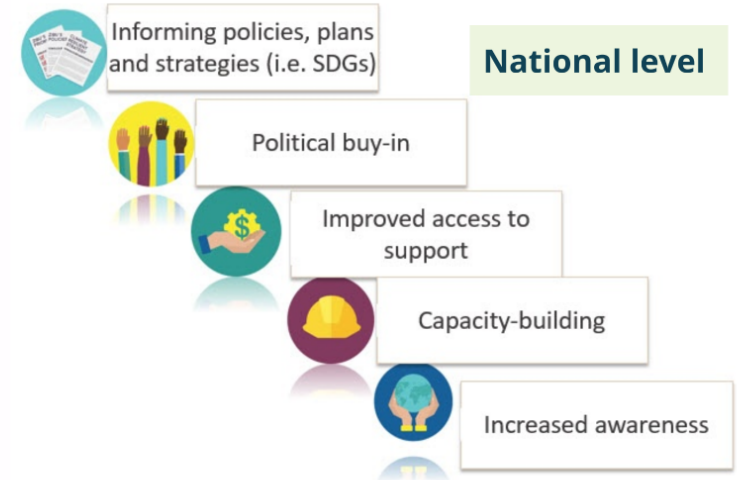 Informing policies, plans
and strategies (i.e. SDGs)
National level
Political buy-in
$
Improved access to
support
Capacity-building
Increased awareness